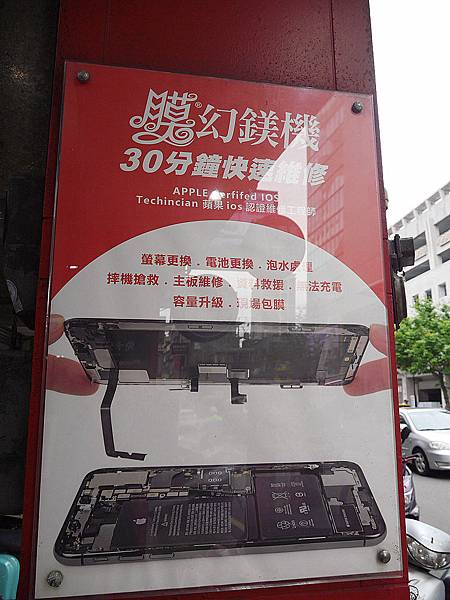 膜幻鎂機®
30分鐘快速維修
APPLE Verfifed IOS
Techincian 蘋果 ios 認證維修工程師
螢幕更換．電池更換．泡水處理
摔機搶救．主板維修．資料救援．無法充電
容量升級．現場包膜